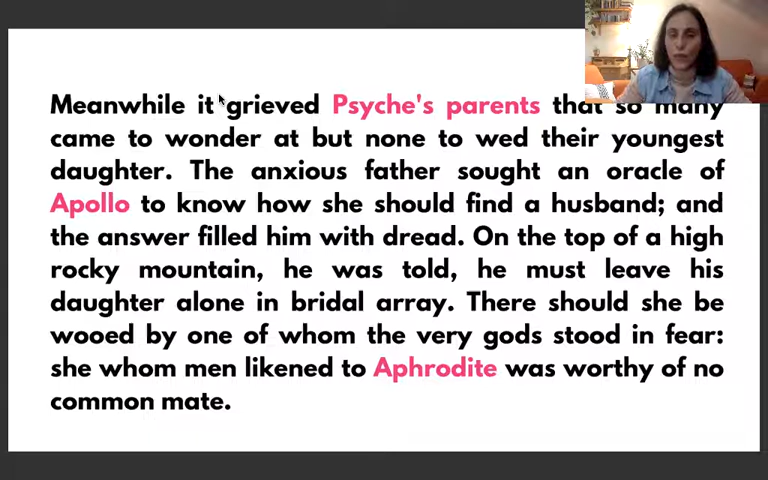 Meanwhile it grieved Psyche's parents that so many
came to wonder at but none to wed their youngest
daughter. The anxious father sought an oracle of
Apollo to know how she should find a husband; and
the answer filled him with dread. On the top of a high
rocky mountain, he was told, he must leave his
daughter alone in bridal array. There should she be
wooed by one of whom the very gods stood in fear:
she whom men likened to Aphrodite was worthy of no
common mate.